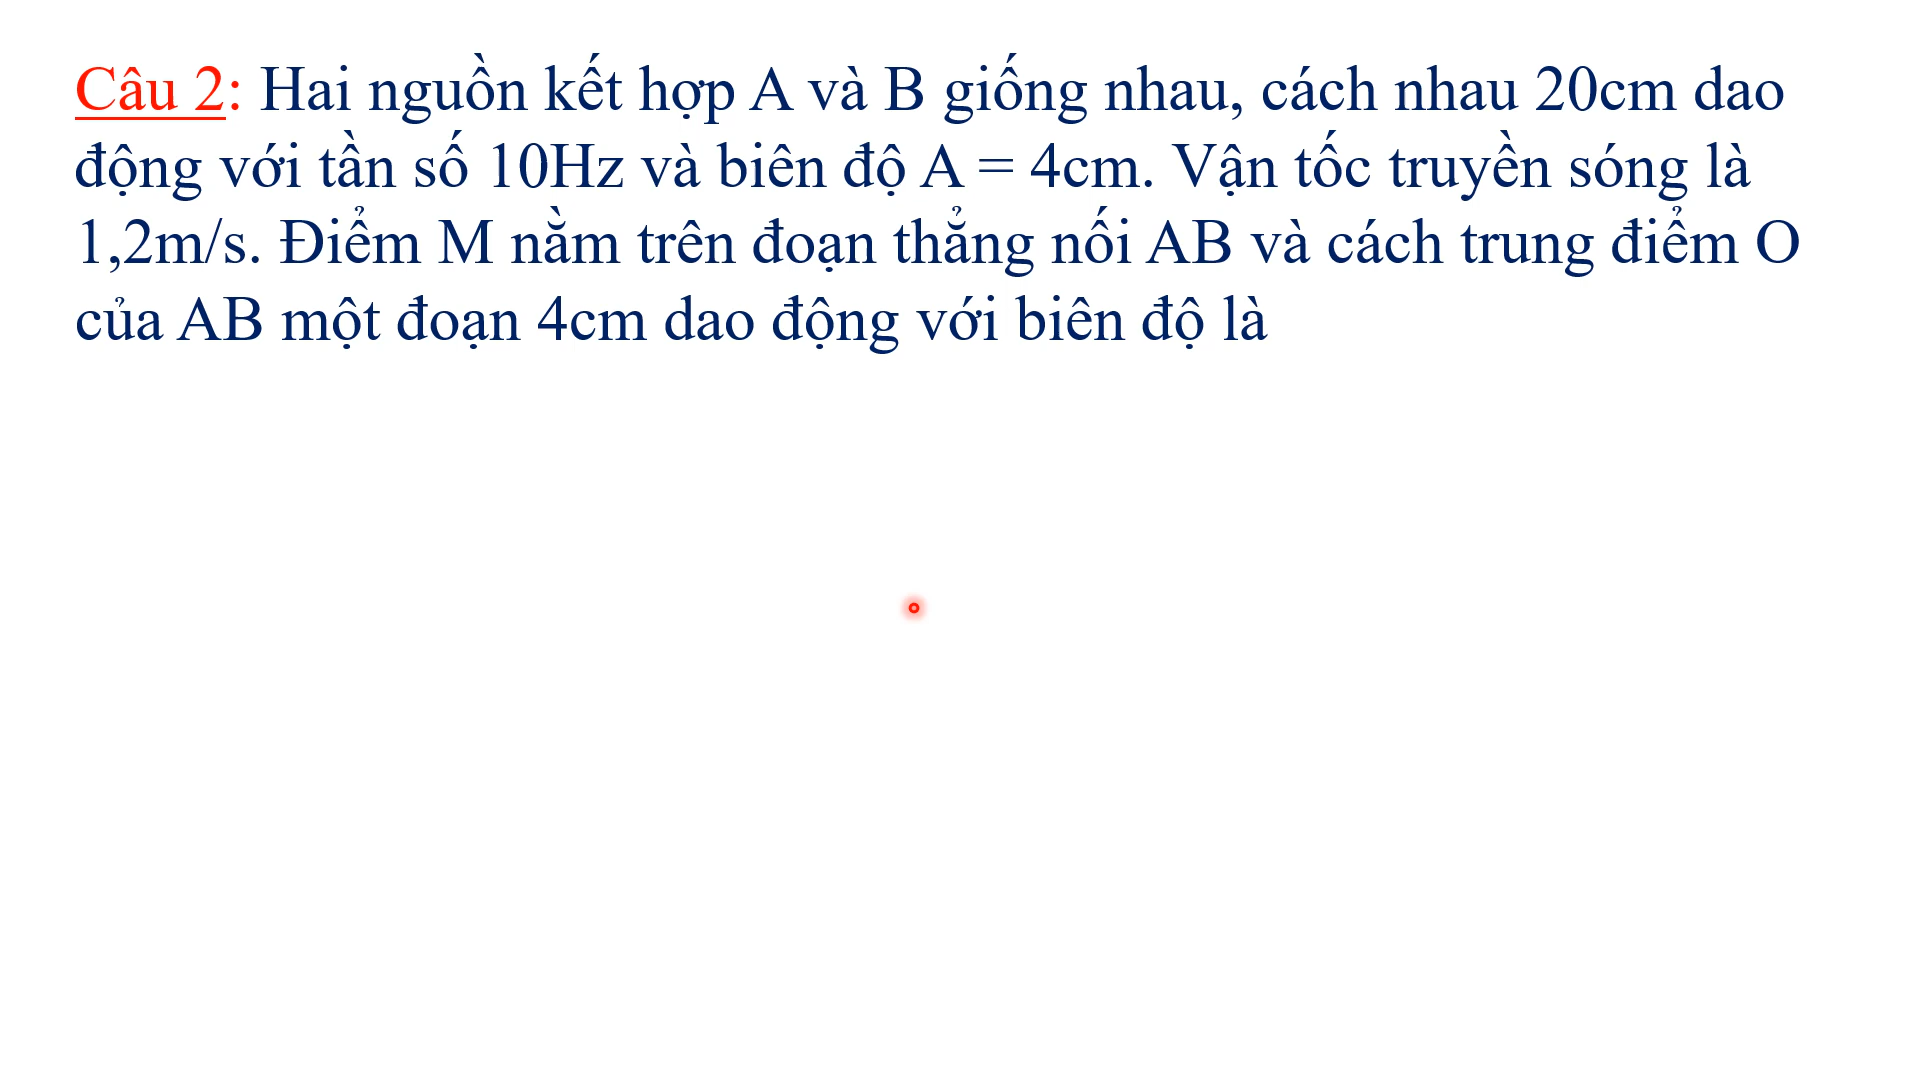 Câu 2: Hai nguồn kết hợp A và B giống nhau, cách nhau 20cm dao
động với tần số 10Hz và biên độ A = 4cm. Vận tốc truyền sóng là
1,2m/s. Điểm M nằm trên đoạn thẳng nối AB và cách trung điểm O
của AB một đoạn 4cm dao động với biên độ là